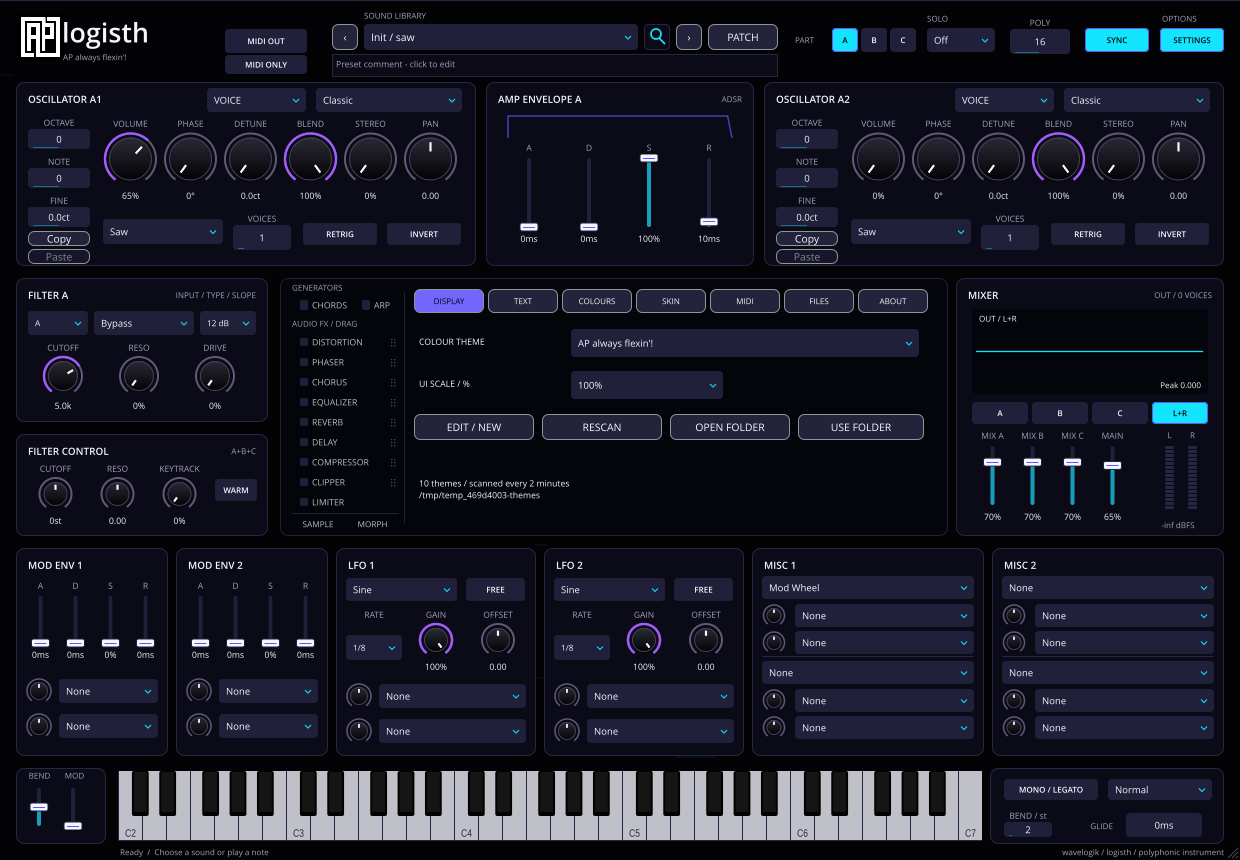 AP logisth
AP always flexin'!
MIDI OUT
MIDI ONLY
SOUND LIBRARY
‹ Init / saw › PATCH
Preset comment - click to edit
PART A B C
SOLO
Off
POLY
16
SYNC
OPTIONS
SETTINGS
OSCILLATOR A1 VOICE Classic
OCTAVE VOLUME PHASE DETUNE BLEND STEREO PAN
0
NOTE
0
65% 0° 0.0ct 100% 0% 0.00
FINE
0.0ct
Copy
Paste
Saw
VOICES
1
RETRIG INVERT
AMP ENVELOPE A ADSR
A D S R
0ms 0ms 100% 10ms
OSCILLATOR A2 VOICE Classic
OCTAVE VOLUME PHASE DETUNE BLEND STEREO PAN
0
NOTE
0
0% 0° 0.0ct 100% 0% 0.00
FINE
0.0ct
Copy
Paste
Saw
VOICES
1
RETRIG INVERT
FILTER A INPUT / TYPE / SLOPE
A Bypass 12 dB
CUTOFF RESO DRIVE
5.0k 0% 0%
FILTER CONTROL A+B+C
CUTOFF RESO KEYTRACK
WARM
0st 0.00 0%
GENERATORS
CHORDS ARP
AUDIO FX / DRAG
DISTORTION
PHASER
CHORUS
EQUALIZER
REVERB
DELAY
COMPRESSOR
CLIPPER
LIMITER
SAMPLE MORPH
DISPLAY TEXT COLOURS SKIN MIDI FILES ABOUT
COLOUR THEME AP always flexin'!
UI SCALE / % 100%
EDIT / NEW RESCAN OPEN FOLDER USE FOLDER
10 themes / scanned every 2 minutes
/tmp/temp_469d4003-themes
MIXER OUT / 0 VOICES
OUT / L+R
Peak 0.000
A B C L+R
MIX A MIX B MIX C MAIN L R
70% 70% 70% 65%
-inf dBFS
MOD ENV 1
A D S R
0ms 0ms 0% 0ms
None
None
MOD ENV 2
A D S R
0ms 0ms 0% 0ms
None
None
LFO 1
Sine FREE
RATE GAIN OFFSET
1/8
100% 0.00
None
None
LFO 2
Sine FREE
RATE GAIN OFFSET
1/8
100% 0.00
None
None
MISC 1
Mod Wheel
None
None
None
None
None
MISC 2
None
None
None
None
None
None
BEND MOD
C2 C3 C4 C5 C6 C7
MONO / LEGATO Normal
BEND / st
2
GLIDE 0ms
Ready / Choose a sound or play a note
wavelogik / logisth / polyphonic instrument